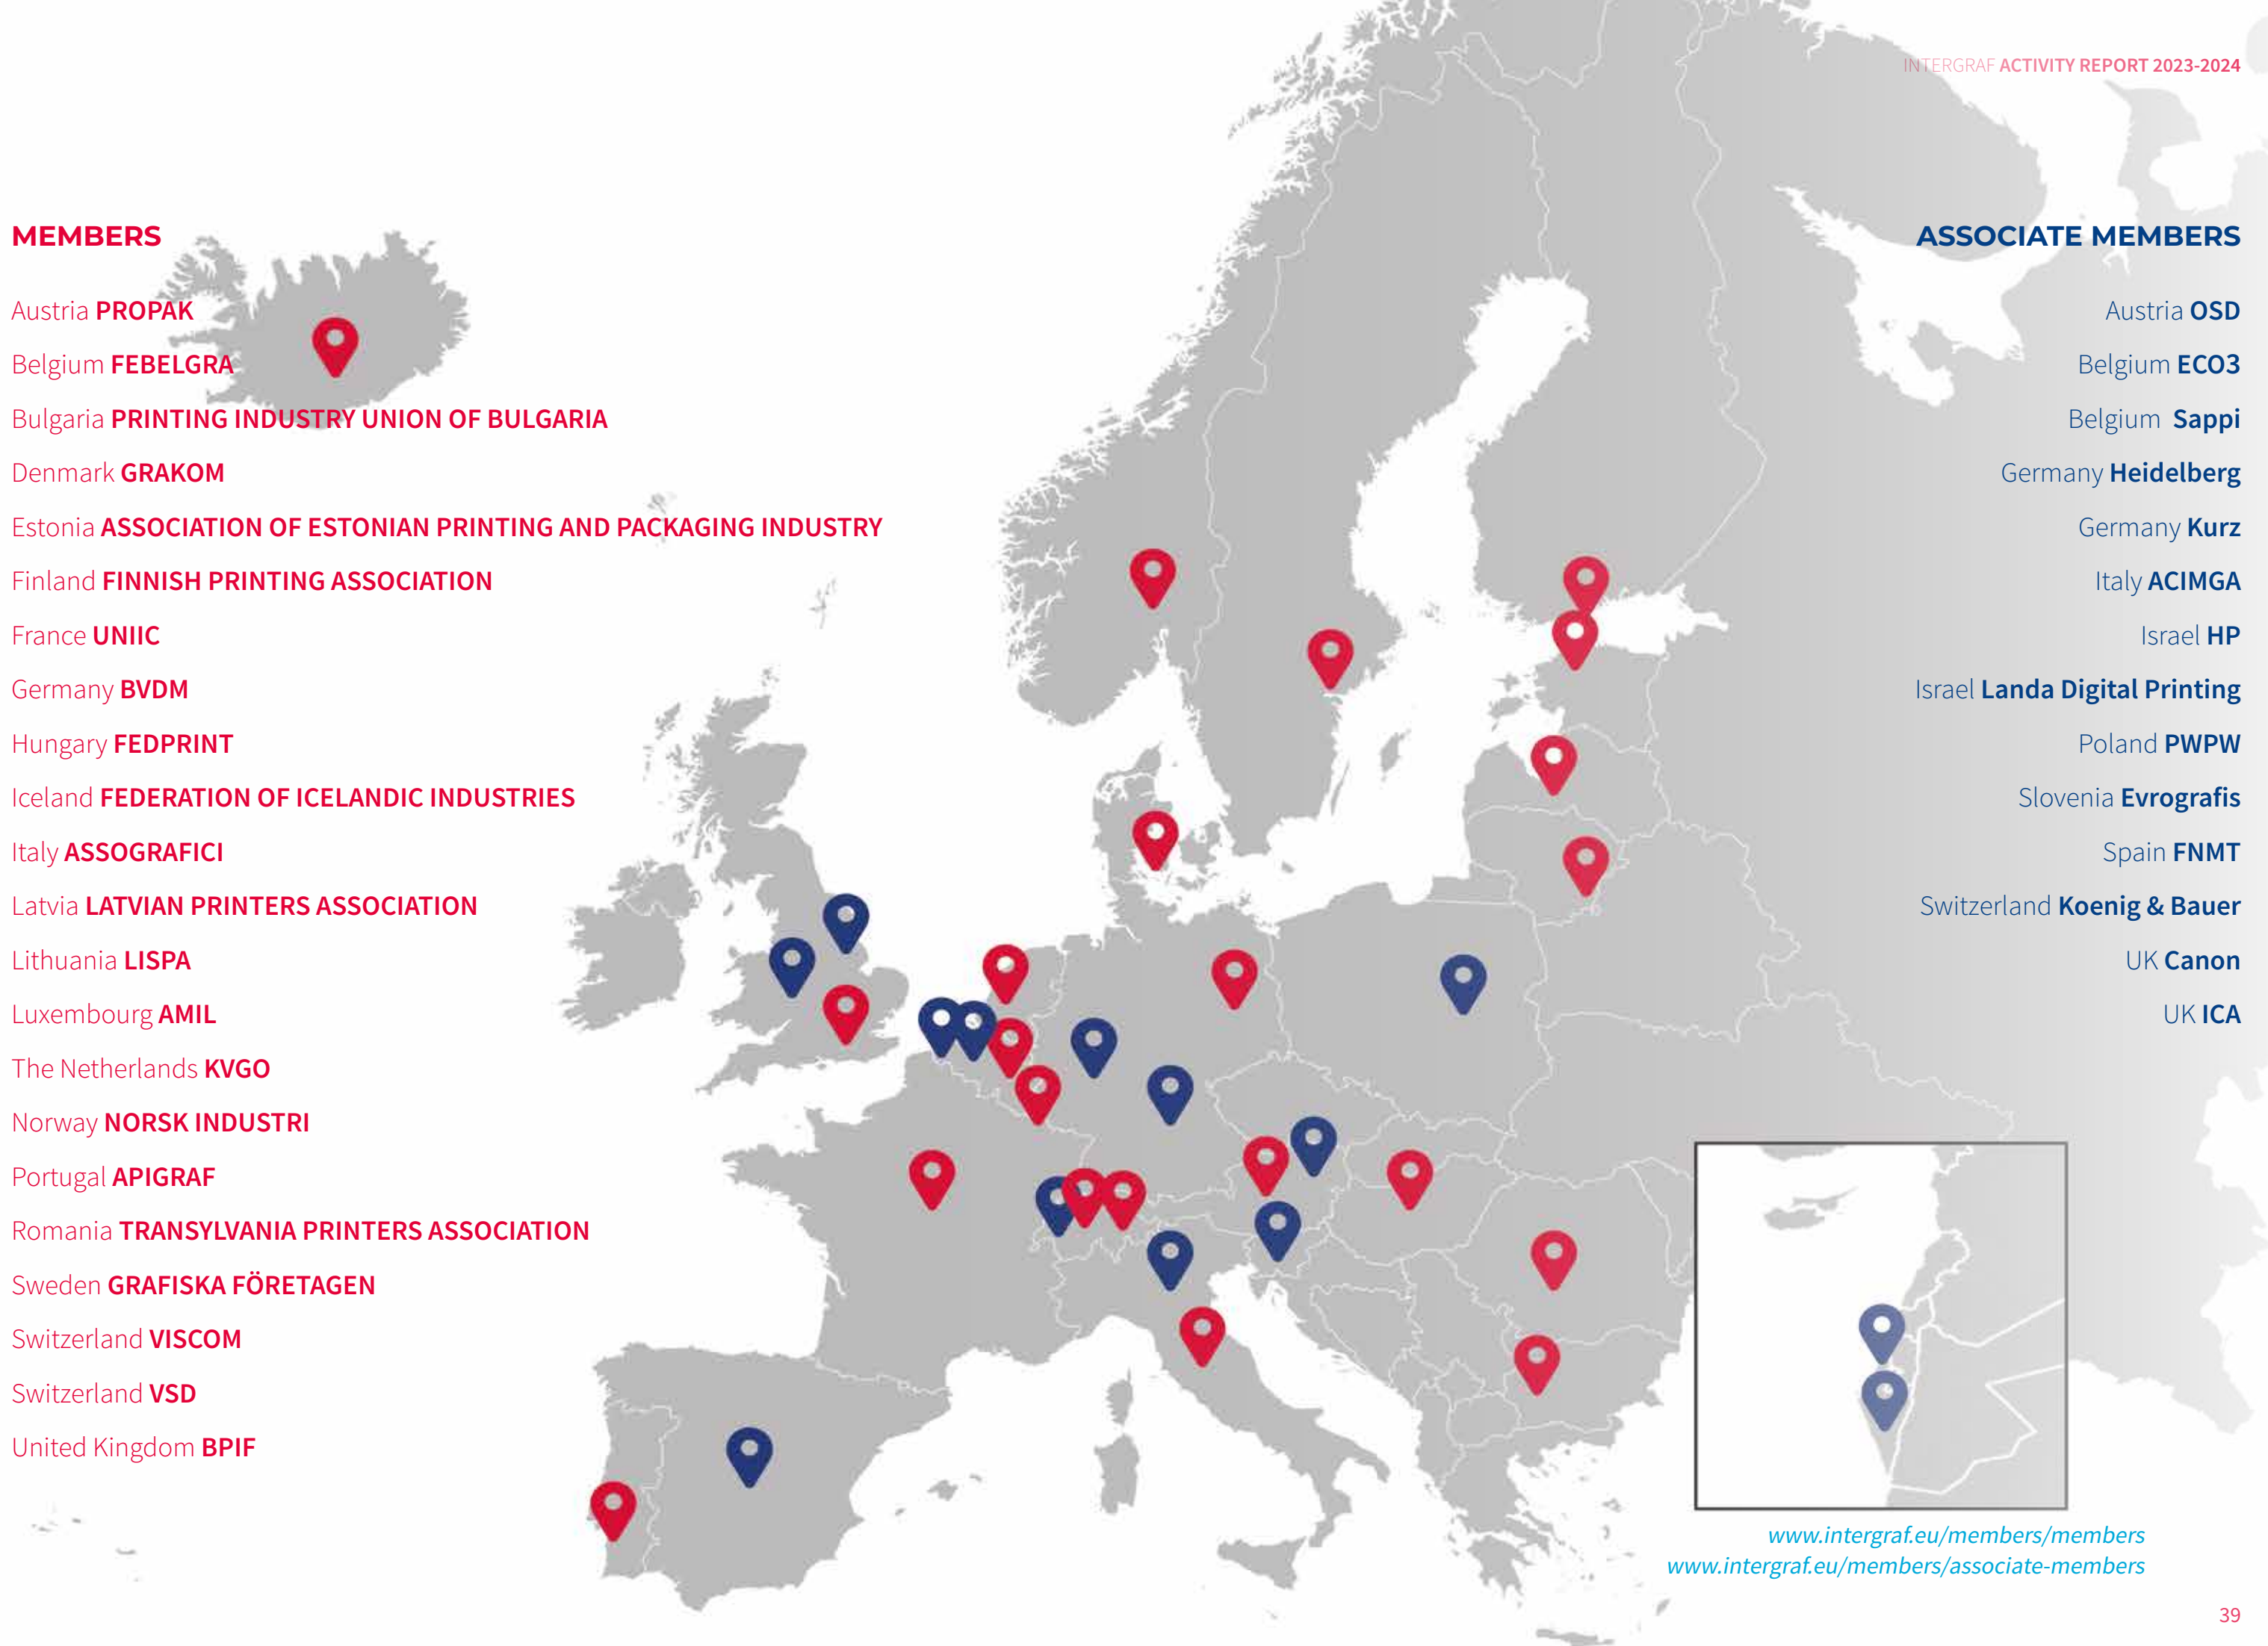 INTERGRAF ACTIVITY REPORT 2023-2024
MEMBERS
Austria PROPAK
Belgium FEBELGRA
Bulgaria PRINTING INDUSTRY UNION OF BULGARIA
Denmark GRAKOM
Estonia ASSOCIATION OF ESTONIAN PRINTING AND PACKAGING INDUSTRY
Finland FINNISH PRINTING ASSOCIATION
France UNIIC
Germany BVDM
Hungary FEDPRINT
Iceland FEDERATION OF ICELANDIC INDUSTRIES
Italy ASSOGRAFICI
Latvia LATVIAN PRINTERS ASSOCIATION
Lithuania LISPA
Luxembourg AMIL
The Netherlands KVGO
Norway NORSK INDUSTRI
Portugal APIGRAF
Romania TRANSYLVANIA PRINTERS ASSOCIATION
Sweden GRAFISKA FÖRETAGEN
Switzerland VISCOM
Switzerland VSD
United Kingdom BPIF
ASSOCIATE MEMBERS
Austria OSD
Belgium ECO3
Belgium Sappi
Germany Heidelberg
Germany Kurz
Italy ACIMGA
Israel HP
Israel Landa Digital Printing
Poland PWPW
Slovenia Evrografis
Spain FNMT
Switzerland Koenig & Bauer
UK Canon
UK ICA
www.intergraf.eu/members/members
www.intergraf.eu/members/associate-members
39